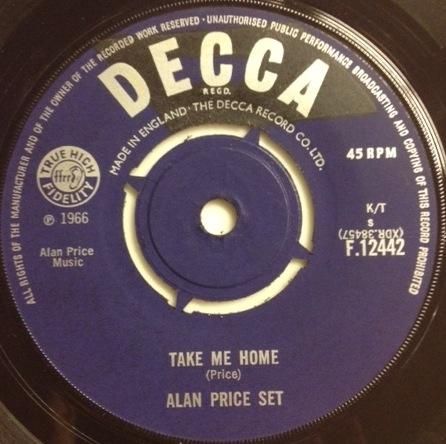 ALL RIGHTS OF THE MANUFACTURER AND OF THE OWNER OF THE RECORDED WORK RESERVED · UNAUTHORISED PUBLIC PERFORMANCE BROADCASTING AND COPYING OF THIS RECORD PROHIBITED
DECCA
REGD.
MADE IN ENGLAND · THE DECCA RECORD CO. LTD.
TRUE HIGH
ffrr
FIDELITY
45 RPM
℗ 1966
K/T
s
(XDR.38457)
F.12442
Alan Price
Music
TAKE ME HOME
(Price)
ALAN PRICE SET